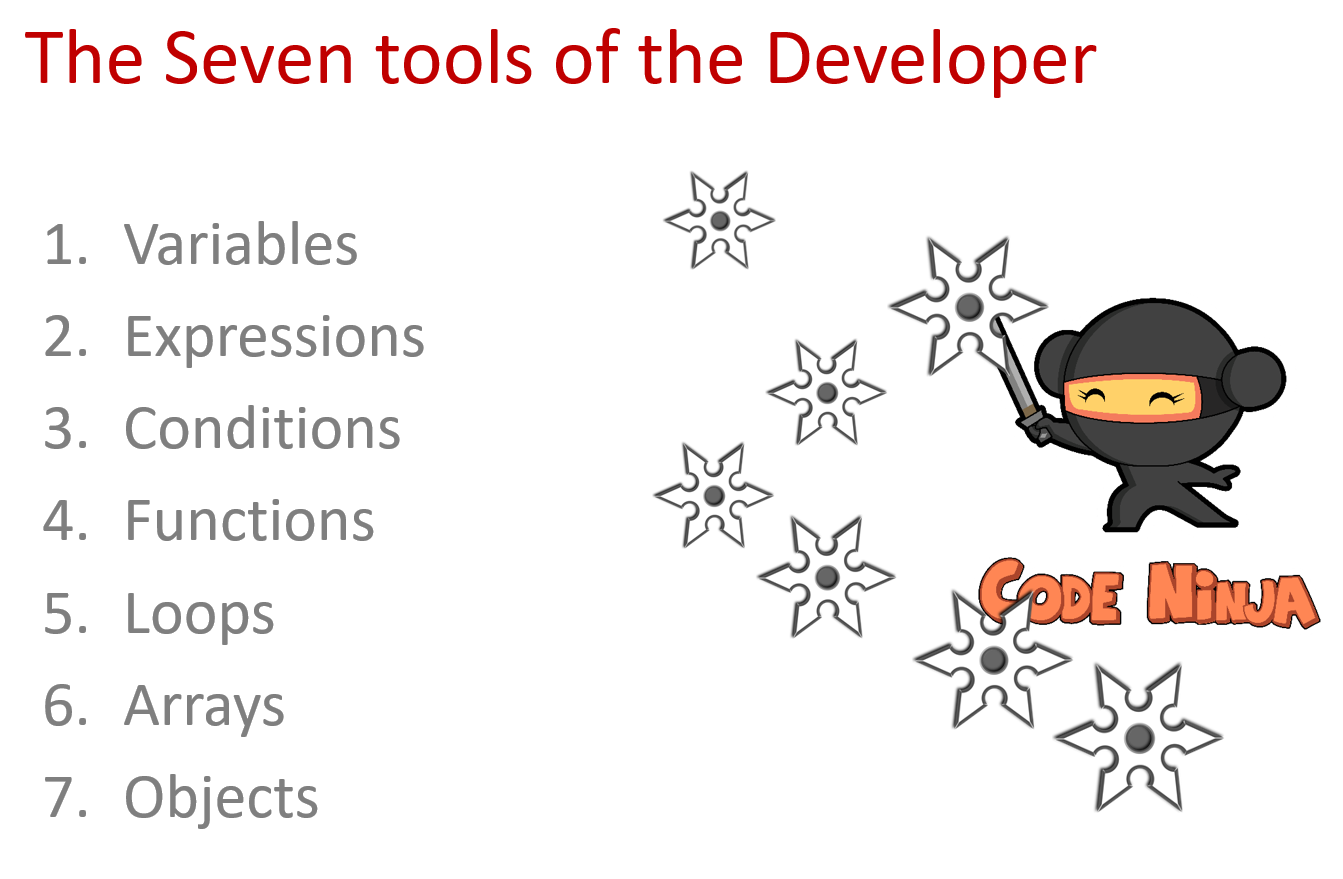 The Seven tools of the Developer
1. Variables
2. Expressions
3. Conditions
4. Functions
5. Loops
6. Arrays
7. Objects
CODE NINJA